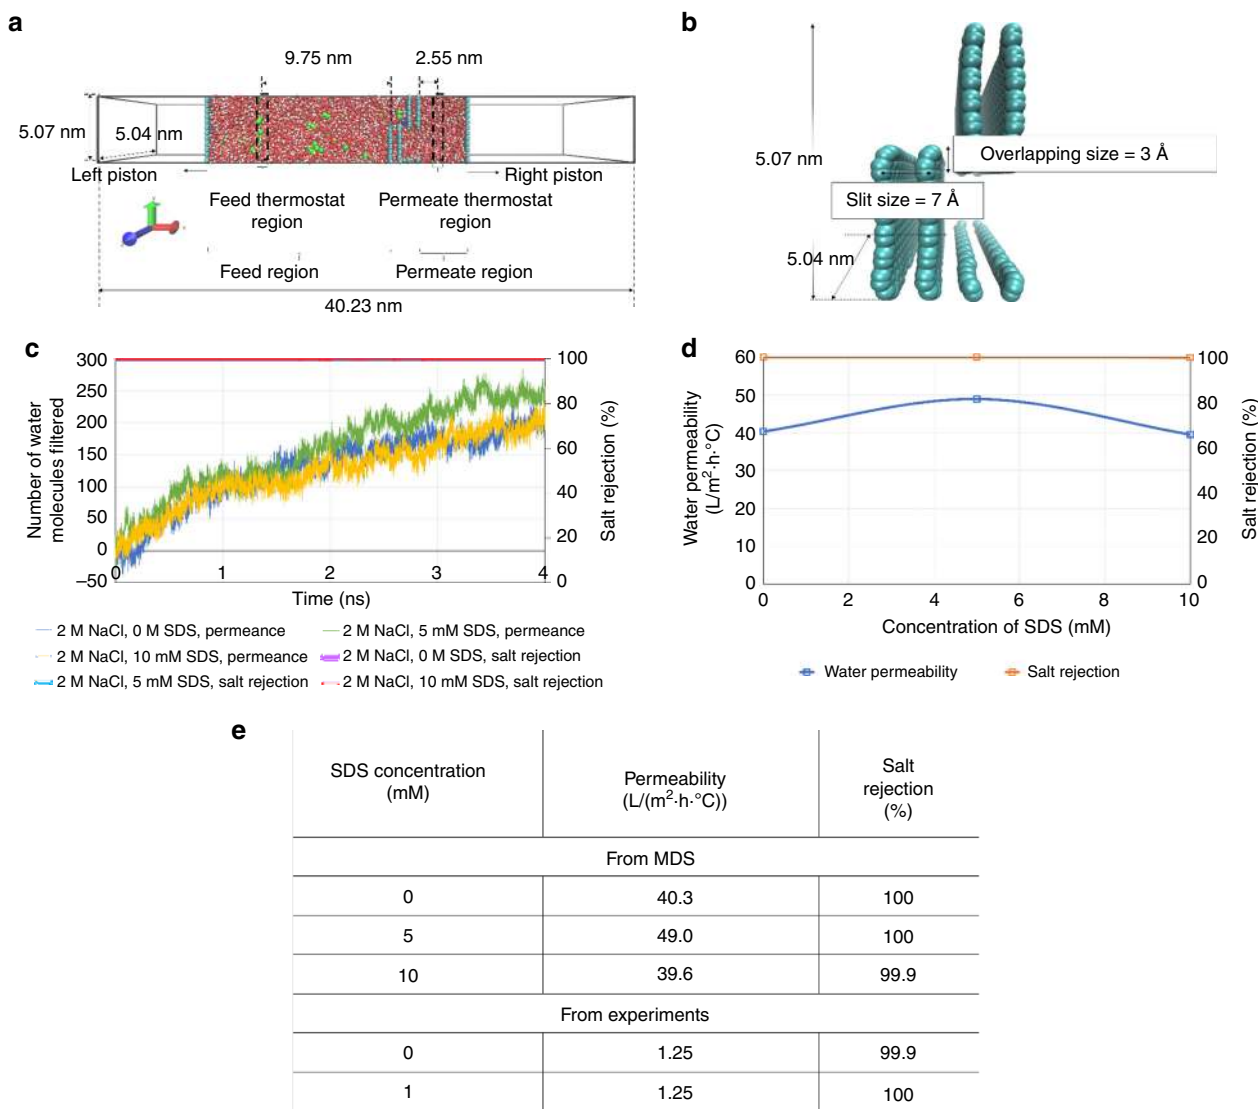 a
9.75 nm
2.55 nm
5.07 nm
5.04 nm
Left piston
Right piston
Feed thermostat
region
Permeate thermostat
region
Feed region
Permeate region
40.23 nm
b
5.07 nm
Overlapping size = 3 Å
Slit size = 7 Å
5.04 nm
c
Number of water
molecules filtered
300
250
200
150
100
50
0
–50
0
1
2
3
4
Time (ns)
100
80
60
40
20
0
Salt rejection (%)
2 M NaCl, 0 M SDS, permeance
2 M NaCl, 5 mM SDS, permeance
2 M NaCl, 10 mM SDS, permeance
2 M NaCl, 0 M SDS, salt rejection
2 M NaCl, 5 mM SDS, salt rejection
2 M NaCl, 10 mM SDS, salt rejection
d
Water permeability
(L/m²·h·°C)
60
50
40
30
20
10
0
0
2
4
6
8
10
Concentration of SDS (mM)
100
80
60
40
20
0
Salt rejection (%)
Water permeability
Salt rejection
e
SDS concentration
(mM)
Permeability
(L/(m²·h·°C))
Salt
rejection
(%)
From MDS
0 40.3 100
5 49.0 100
10 39.6 99.9
From experiments
0 1.25 99.9
1 1.25 100